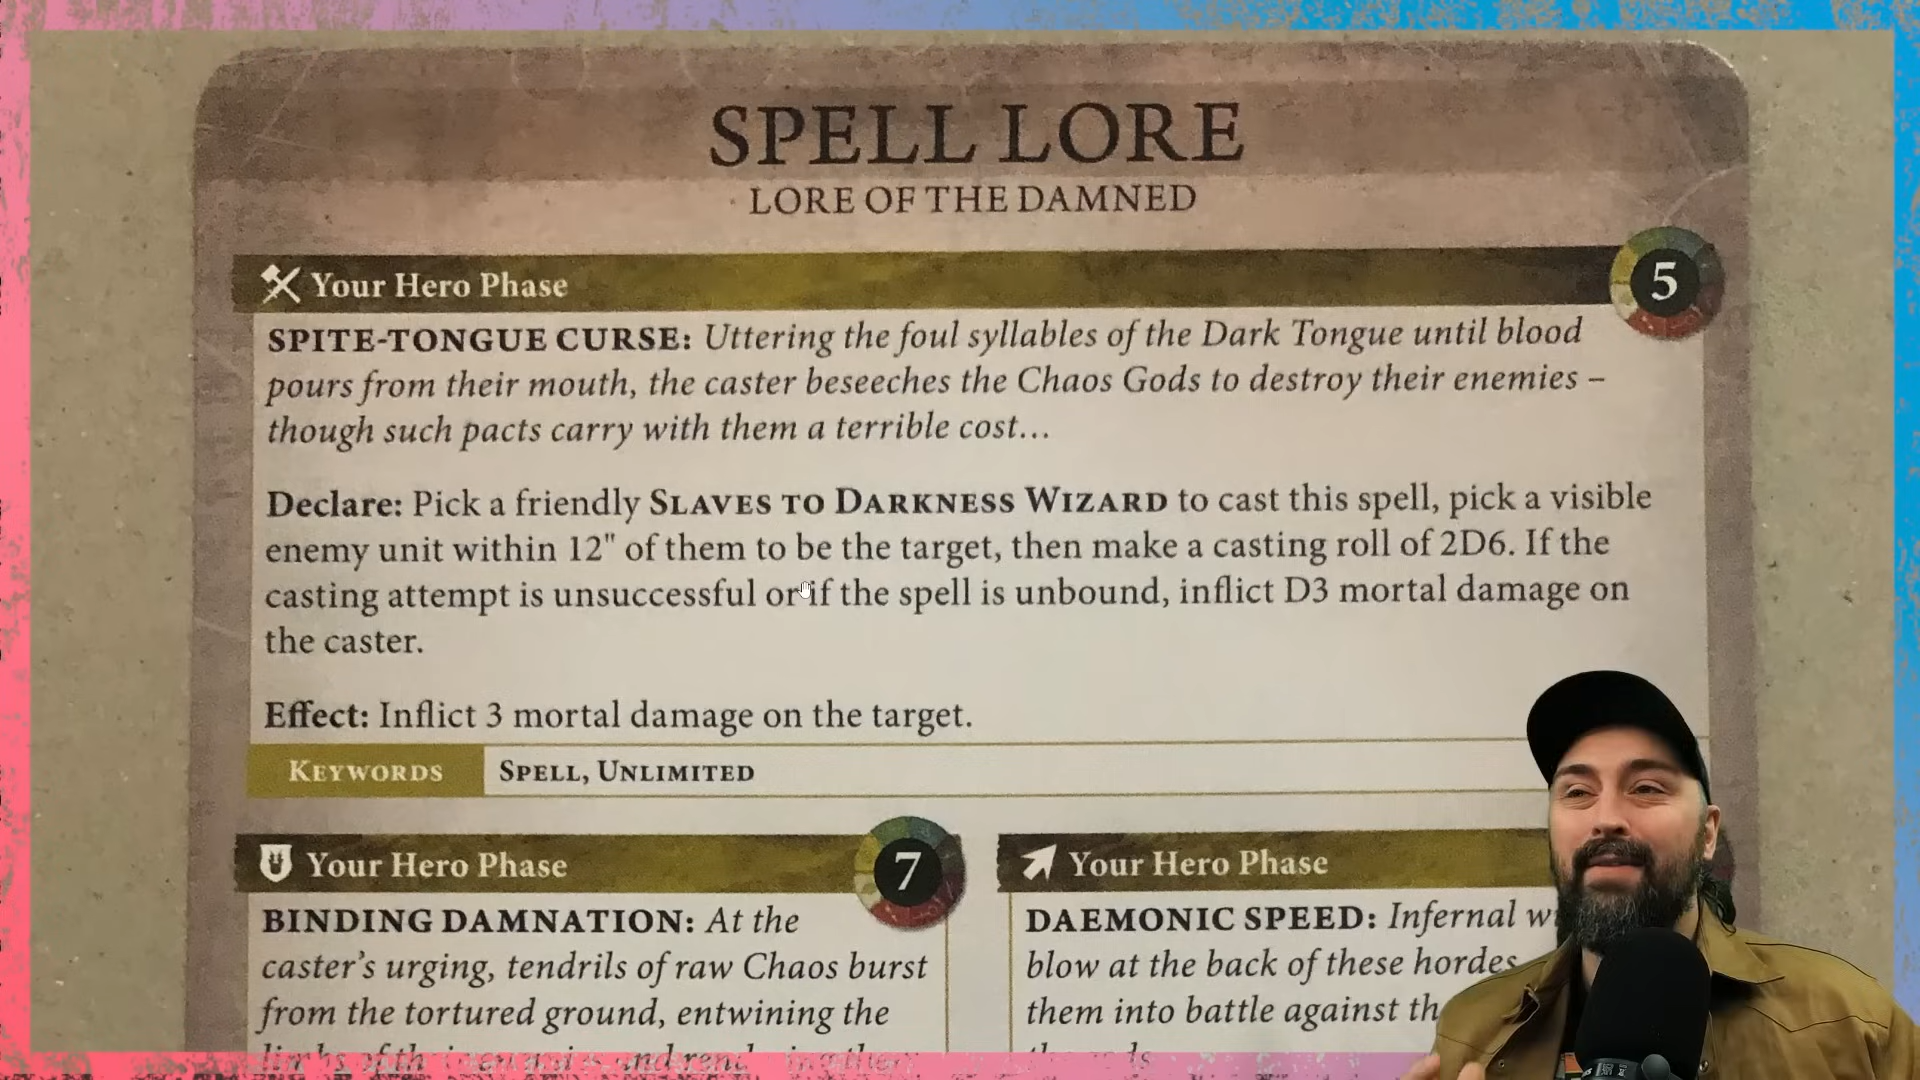 SPELL LORE
LORE OF THE DAMNED
Your Hero Phase
5
SPITE-TONGUE CURSE: Uttering the foul syllables of the Dark Tongue until blood
pours from their mouth, the caster beseeches the Chaos Gods to destroy their enemies –
though such pacts carry with them a terrible cost…
Declare: Pick a friendly SLAVES TO DARKNESS WIZARD to cast this spell, pick a visible
enemy unit within 12" of them to be the target, then make a casting roll of 2D6. If the
casting attempt is unsuccessful or if the spell is unbound, inflict D3 mortal damage on
the caster.
Effect: Inflict 3 mortal damage on the target.
KEYWORDS
SPELL, UNLIMITED
Your Hero Phase
7
BINDING DAMNATION: At the
caster's urging, tendrils of raw Chaos burst
from the tortured ground, entwining the
Your Hero Phase
DAEMONIC SPEED: Infernal
blow at the back of these hordes
them into battle against